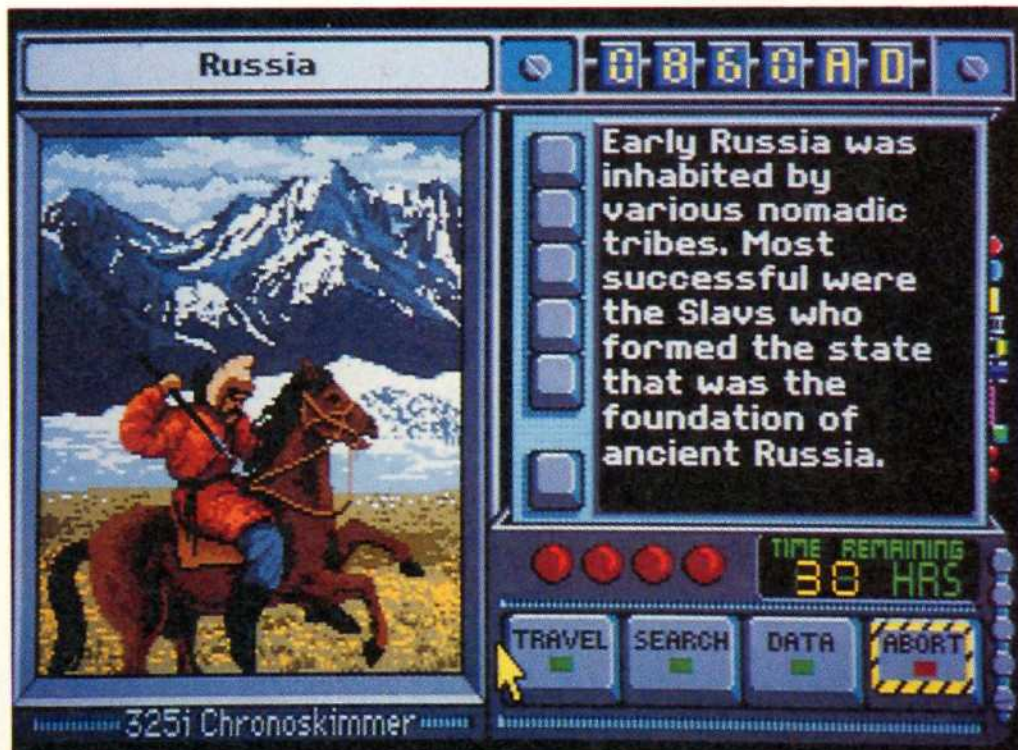 Russia
0860AD
Early Russia was
inhabited by
various nomadic
tribes. Most
successful were
the Slavs who
formed the state
that was the
foundation of
ancient Russia.
TIME REMAINING
30 HRS
TRAVEL
SEARCH
DATA
ABORT
325i Chronoskimmer